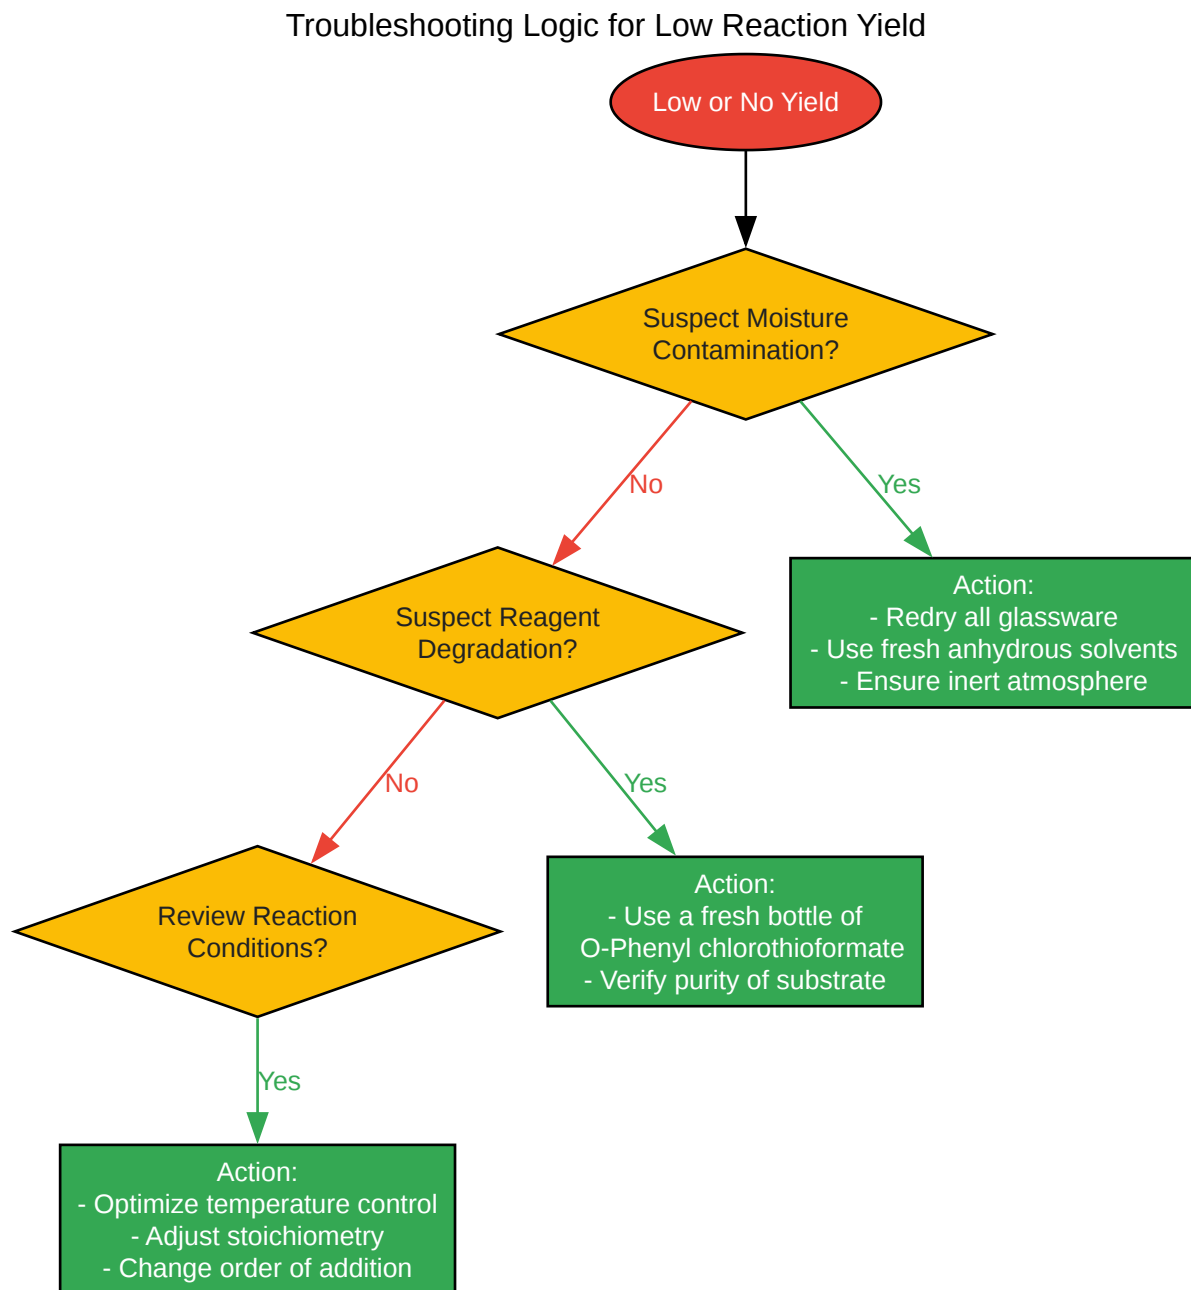 Troubleshooting Logic for Low Reaction Yield
Low or No Yield
Suspect Moisture
Contamination?
No
Yes
Suspect Reagent
Degradation?
Action:
- Redry all glassware
- Use fresh anhydrous solvents
- Ensure inert atmosphere
No
Yes
Review Reaction
Conditions?
Action:
- Use a fresh bottle of
O-Phenyl chlorothioformate
- Verify purity of substrate
Yes
Action:
- Optimize temperature control
- Adjust stoichiometry
- Change order of addition